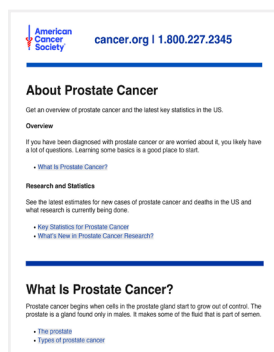 American
Cancer
Society
cancer.org | 1.800.227.2345
About Prostate Cancer
Get an overview of prostate cancer and the latest key statistics in the US.
Overview
If you have been diagnosed with prostate cancer or are worried about it, you likely have
a lot of questions. Learning some basics is a good place to start.
• What Is Prostate Cancer?
Research and Statistics
See the latest estimates for new cases of prostate cancer and deaths in the US and
what research is currently being done.
• Key Statistics for Prostate Cancer
• What's New in Prostate Cancer Research?
What Is Prostate Cancer?
Prostate cancer begins when cells in the prostate gland start to grow out of control. The
prostate is a gland found only in males. It makes some of the fluid that is part of semen.
• The prostate
• Types of prostate cancer